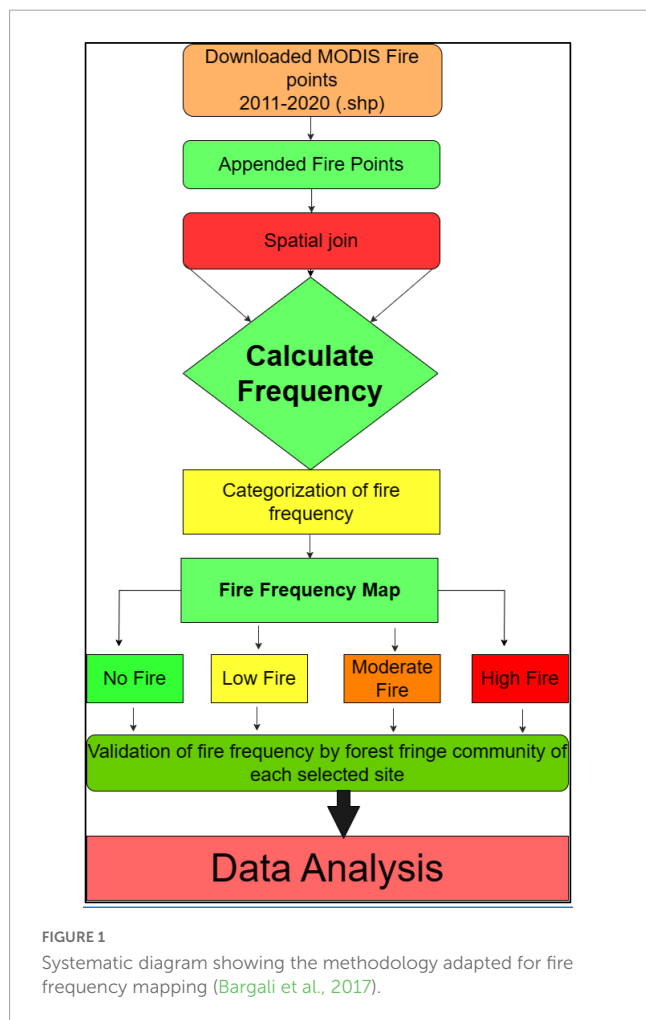 Downloaded MODIS Fire
points
2011-2020 (.shp)
Appended Fire Points
Spatial join
Calculate
Frequency
Categorization of fire
frequency
Fire Frequency Map
No Fire
Low Fire
Moderate
Fire
High Fire
Validation of fire frequency by forest fringe community of
each selected site
Data Analysis
FIGURE 1
Systematic diagram showing the methodology adapted for fire
frequency mapping (Bargali et al., 2017).